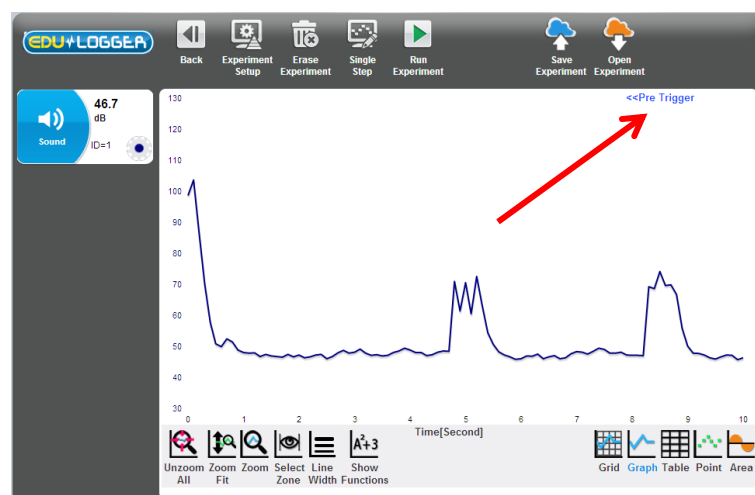 EDU LOGGER
Back
Experiment
Setup
Erase
Experiment
Single
Step
Run
Experiment
Save
Experiment
Open
Experiment
46.7
dB
Sound
ID=1
<<Pre Trigger
130
120
110
100
90
80
70
60
50
40
30
0 1 2 3 4 5 6 7 8 9 10
Time[Second]
A²+3
Unzoom
All
Zoom
Fit
Zoom
Select
Zone
Line
Width
Show
Functions
Grid
Graph
Table
Point
Area